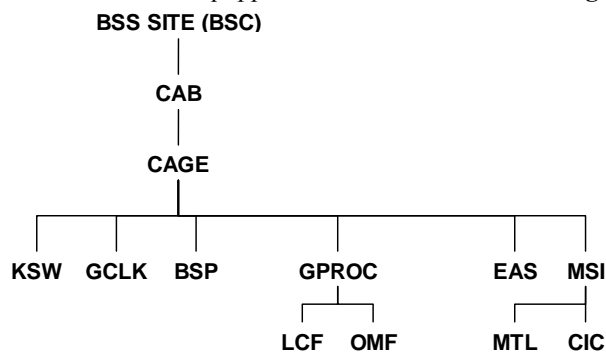 BSS SITE (BSC)
CAB
CAGE
KSW GCLK BSP GPROC EAS MSI
LCF OMF MTL CIC